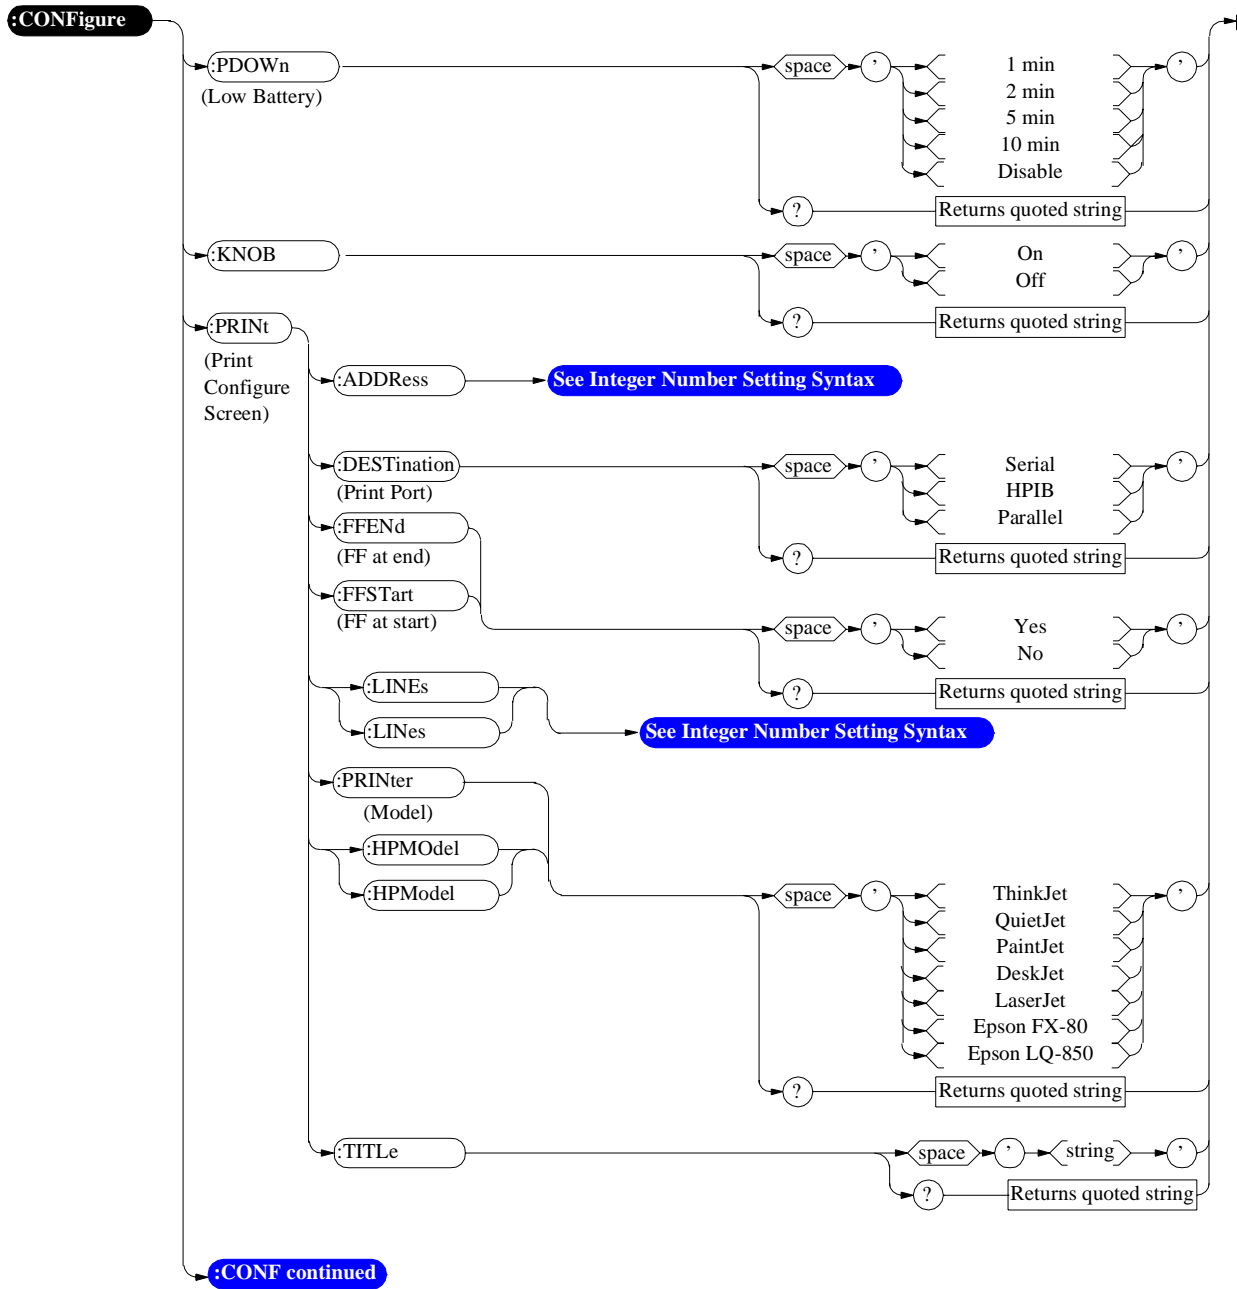 :CONFigure
:PDOWn
(Low Battery)
space ’ 1 min ’
2 min
5 min
10 min
Disable
? Returns quoted string
:KNOB
space ’ On ’
Off
? Returns quoted string
:PRINt
(Print
Configure
Screen)
:ADDRess See Integer Number Setting Syntax
:DESTination
(Print Port)
space ’ Serial ’
HPIB
Parallel
? Returns quoted string
:FFENd
(FF at end)
:FFSTart
(FF at start)
space ’ Yes ’
No
? Returns quoted string
:LINEs
:LINes
See Integer Number Setting Syntax
:PRINter
(Model)
:HPMOdel
:HPModel
space ’ ThinkJet ’
QuietJet
PaintJet
DeskJet
LaserJet
Epson FX-80
Epson LQ-850
? Returns quoted string
:TITLe
space ’ string ’
? Returns quoted string
:CONF continued